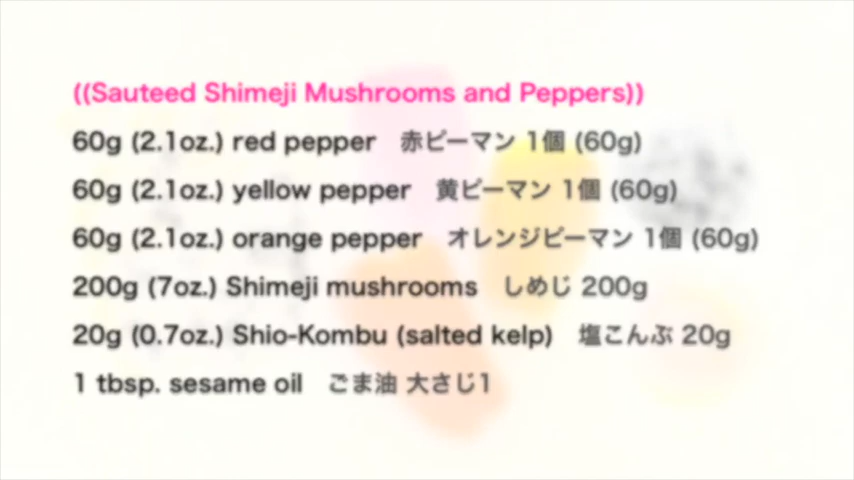 ((Sauteed Shimeji Mushrooms and Peppers))
60g (2.1oz.) red pepper 赤ピーマン 1個 (60g)
60g (2.1oz.) yellow pepper 黄ピーマン 1個 (60g)
60g (2.1oz.) orange pepper オレンジピーマン 1個 (60g)
200g (7oz.) Shimeji mushrooms しめじ 200g
20g (0.7oz.) Shio-Kombu (salted kelp) 塩こんぶ 20g
1 tbsp. sesame oil ごま油 大さじ1